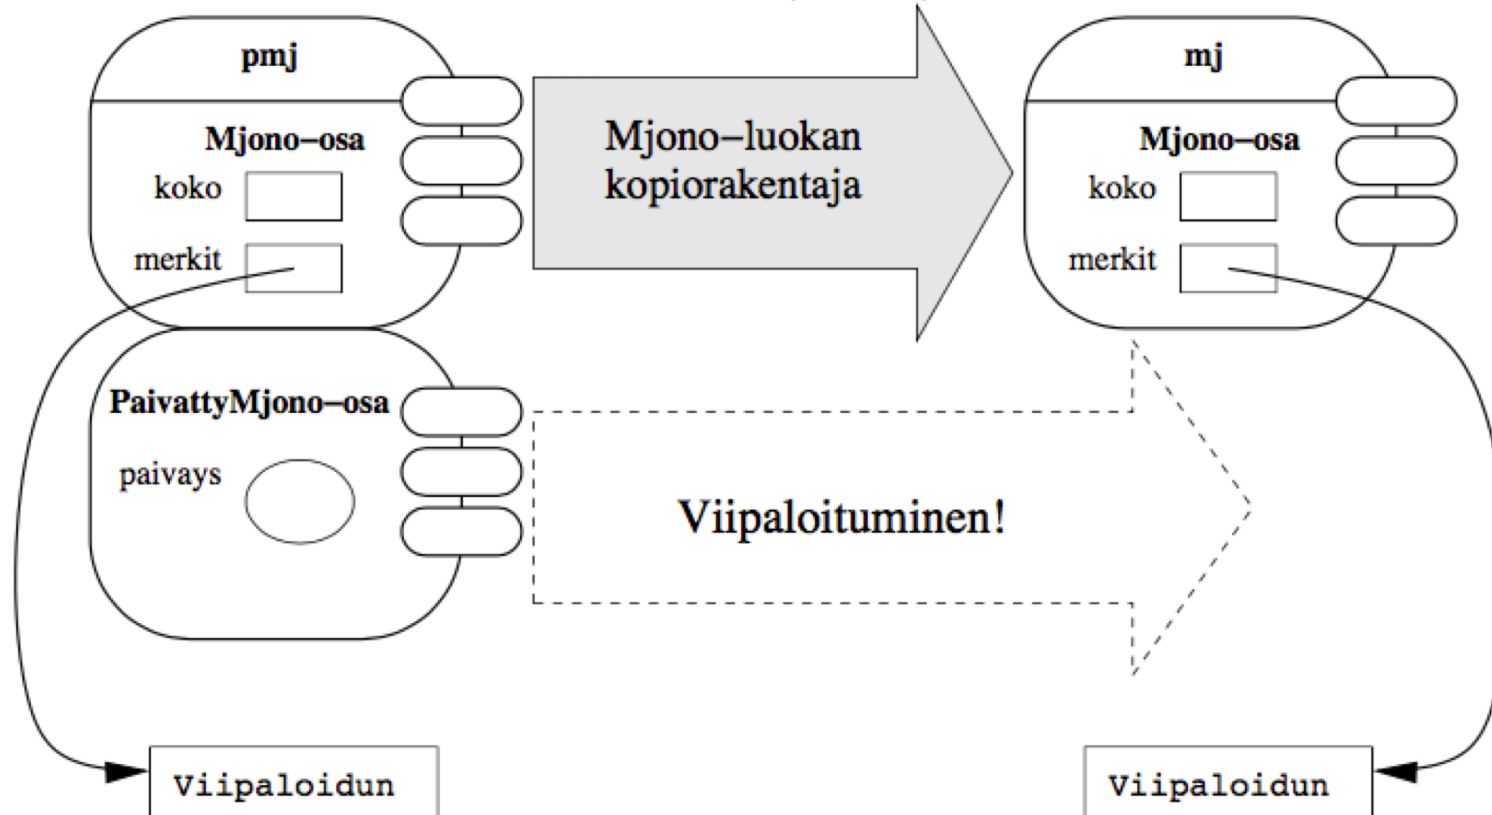 pmj
Mjono–osa
koko
merkit
PaivattyMjono–osa
paivays
Mjono–luokan
kopiorakentaja
Viipaloituminen!
mj
Mjono–osa
koko
merkit
Viipaloidun
Viipaloidun